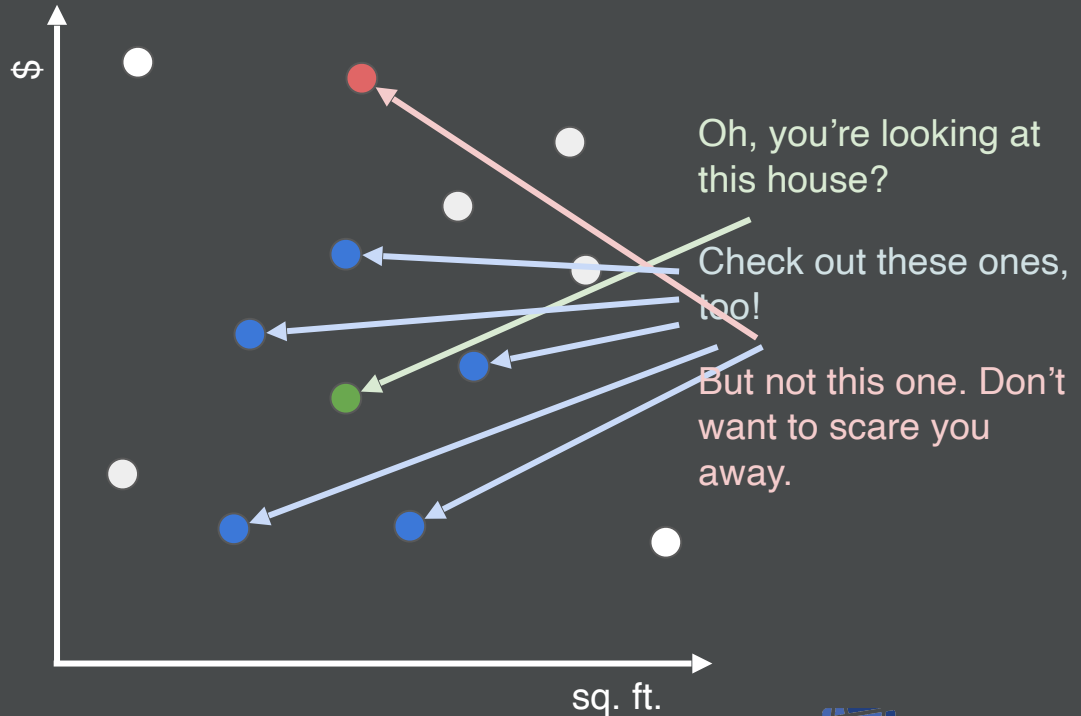 $
Oh, you’re looking at
this house?
Check out these ones,
too!
But not this one. Don’t
want to scare you
away.
sq. ft.